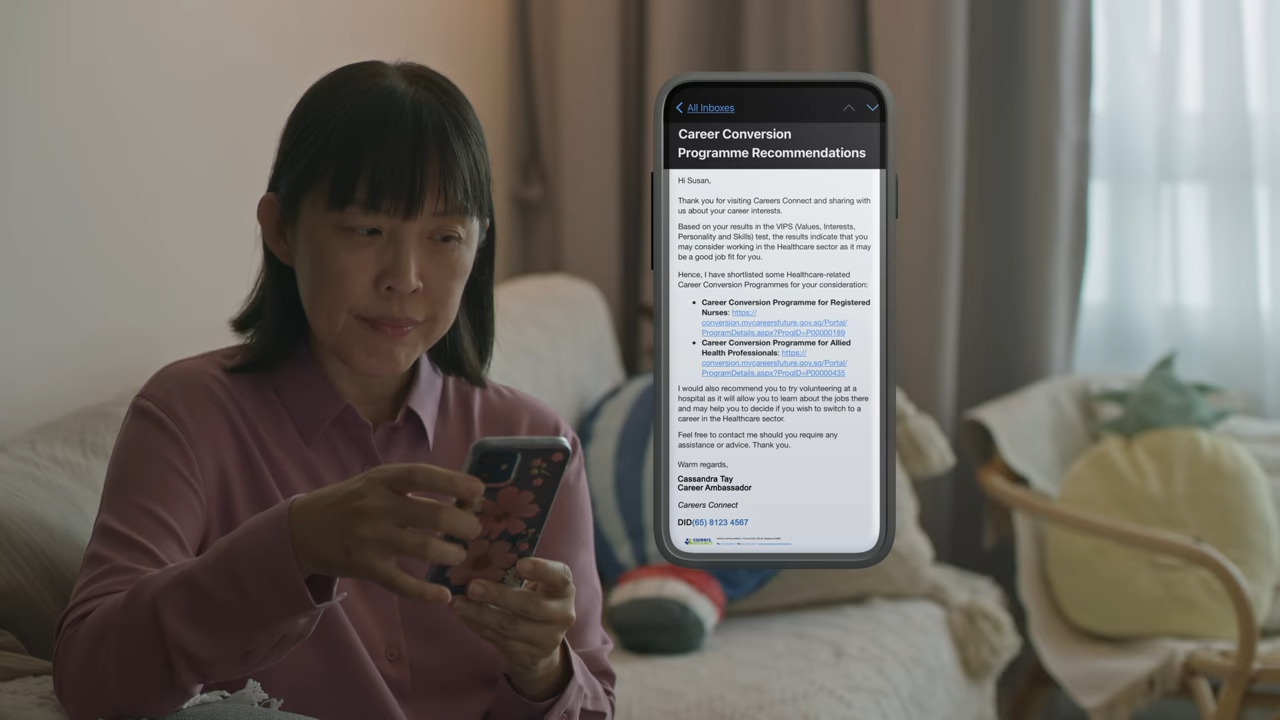 All Inboxes
Career Conversion
Programme Recommendations
Hi Susan,
Thank you for visiting Careers Connect and sharing with
us about your career interests.
Based on your results in the VIPS (Values, Interests,
Personality and Skills) test, the results indicate that you
may consider working in the Healthcare sector as it may
be a good job fit for you.
Hence, I have shortlisted some Healthcare-related
Career Conversion Programmes for your consideration:
• Career Conversion Programme for Registered
Nurses: https://
conversion.mycareersfuture.gov.sg/Portal/
ProgramDetails.aspx?ProgID=P00000189
• Career Conversion Programme for Allied
Health Professionals: https://
conversion.mycareersfuture.gov.sg/Portal/
ProgramDetails.aspx?ProgID=P00000435
I would also recommend you to try volunteering at a
hospital as it will allow you to learn about the jobs there
and may help you to decide if you wish to switch to a
career in the Healthcare sector.
Feel free to contact me should you require any
assistance or advice. Thank you.
Warm regards,
Cassandra Tay
Career Ambassador
Careers Connect
DID(65) 8123 4567
careers